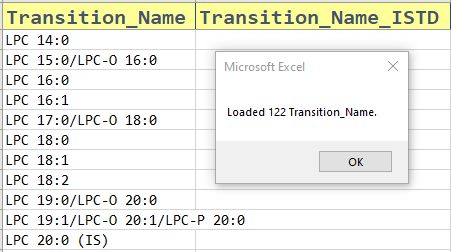 Transition_Name Transition_Name_ISTD
LPC 14:0
LPC 15:0/LPC-O 16:0
LPC 16:0
LPC 16:1
LPC 17:0/LPC-O 18:0
LPC 18:0
LPC 18:1
LPC 18:2
LPC 19:0/LPC-O 20:0
LPC 19:1/LPC-O 20:1/LPC-P 20:0
LPC 20:0 (IS)
Microsoft Excel
Loaded 122 Transition_Name.
OK